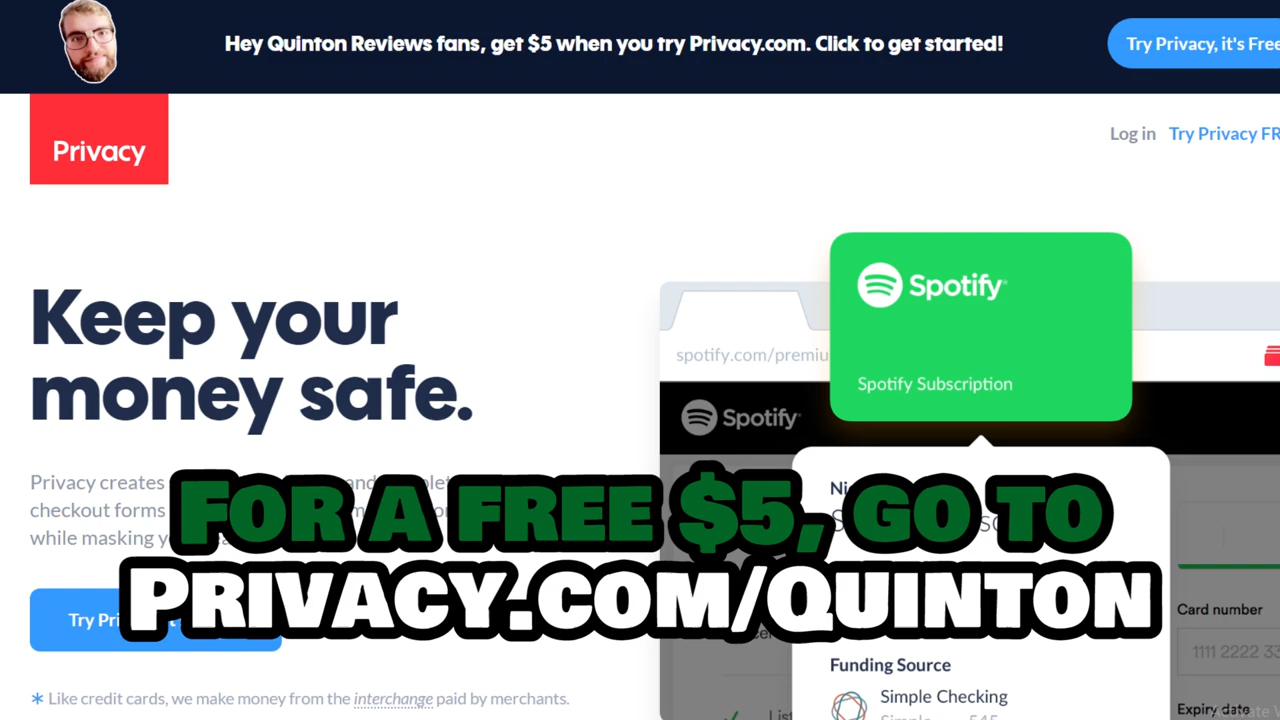 Hey Quinton Reviews fans, get $5 when you try Privacy.com. Click to get started!
Try Privacy, it's Free
Privacy
Log in
Try Privacy FR
Keep your
money safe.
Spotify
Spotify Subscription
spotify.com/premiu
Spotify
Privacy creates
checkout forms
while masking
For a free $5, go to
Privacy.com/Quinton
Try Pri
Card number
1111 2222 33
Funding Source
Simple Checking
Expiry date
* Like credit cards, we make money from the interchange paid by merchants.